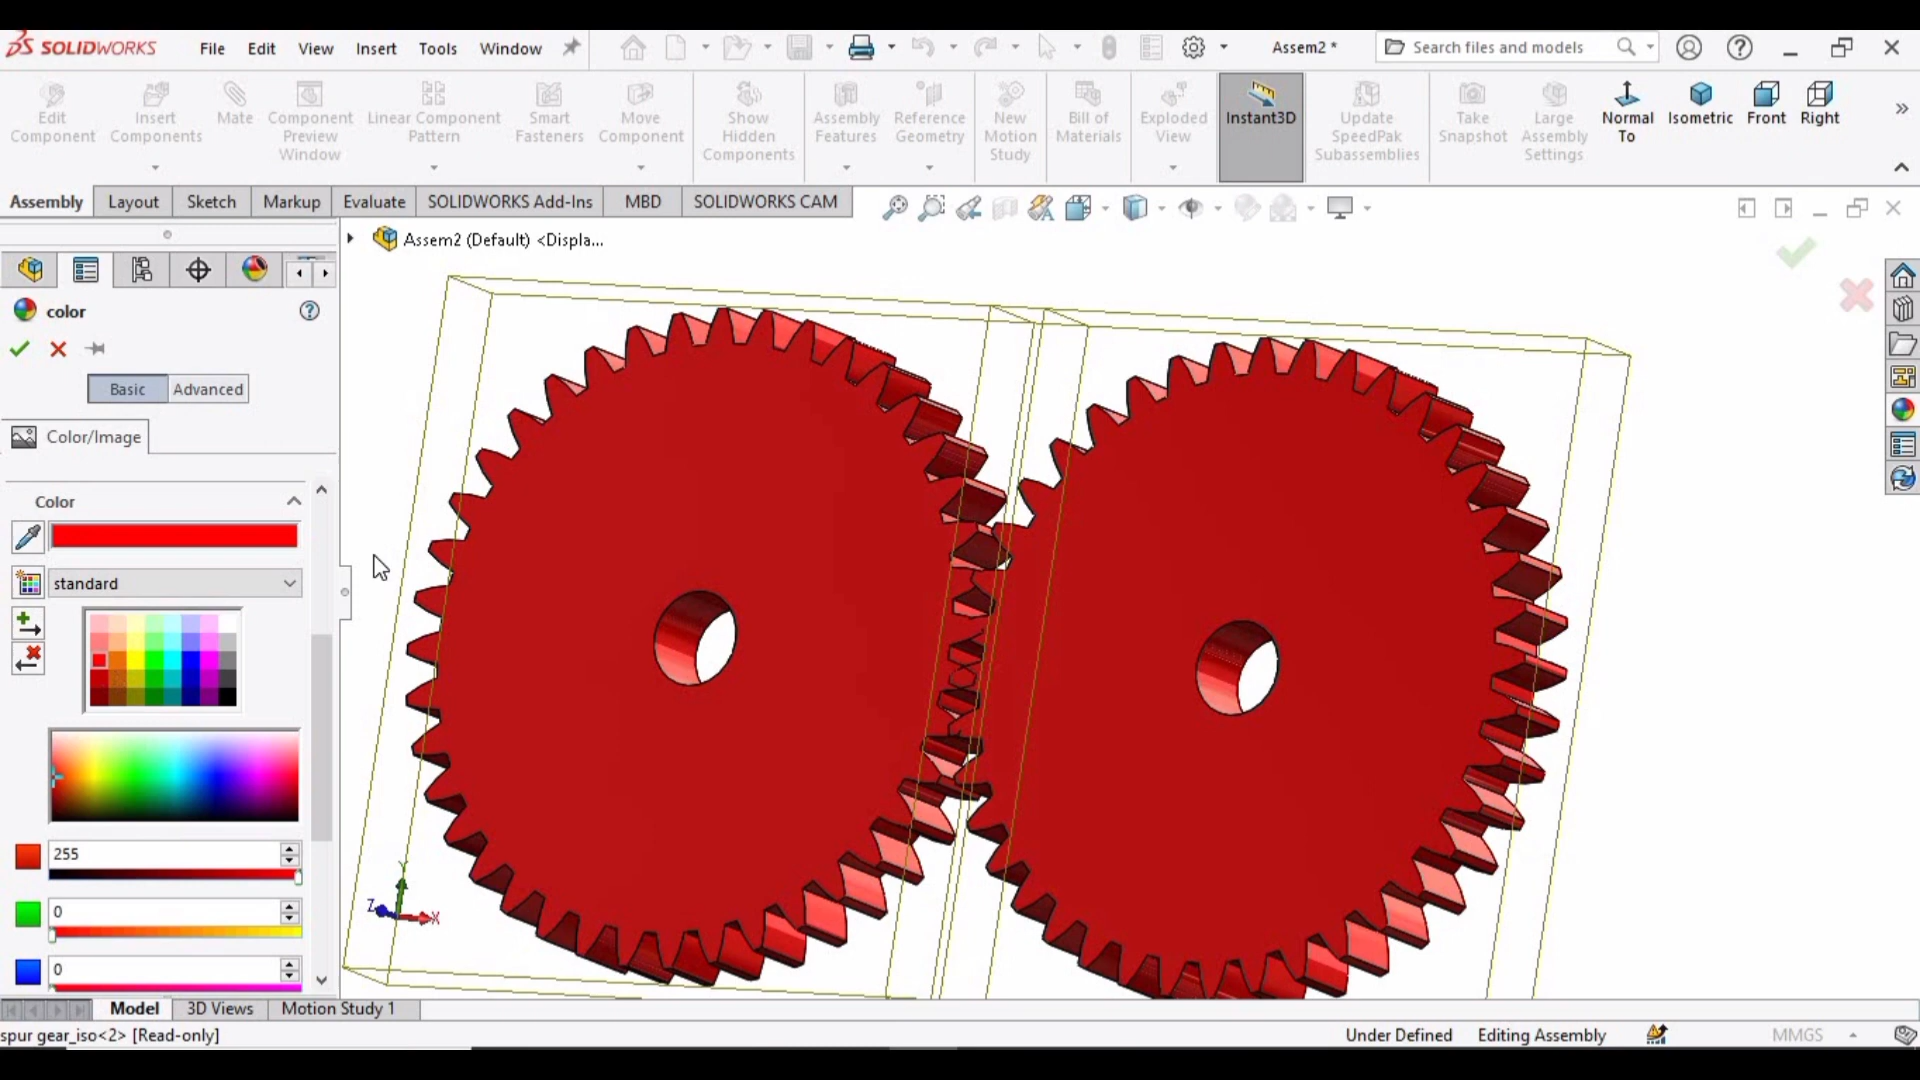 SOLIDWORKS File Edit View Insert Tools Window Assem2 * Search files and models
Edit Component
Insert Components
Mate
Component Preview Window
Linear Component Pattern
Smart Fasteners
Move Component
Show Hidden Components
Assembly Features
Reference Geometry
New Motion Study
Bill of Materials
Exploded View
Instant3D
Update SpeedPak Subassemblies
Take Snapshot
Large Assembly Settings
Normal To
Isometric
Front
Right
Assembly Layout Sketch Markup Evaluate SOLIDWORKS Add-Ins MBD SOLIDWORKS CAM
Assem2 (Default) <Displa...
color
Basic Advanced
Color/Image
Color
standard
255
0
0
Y
Z
X
Model 3D Views Motion Study 1
spur gear_iso<2> [Read-only] Under Defined Editing Assembly MMGS